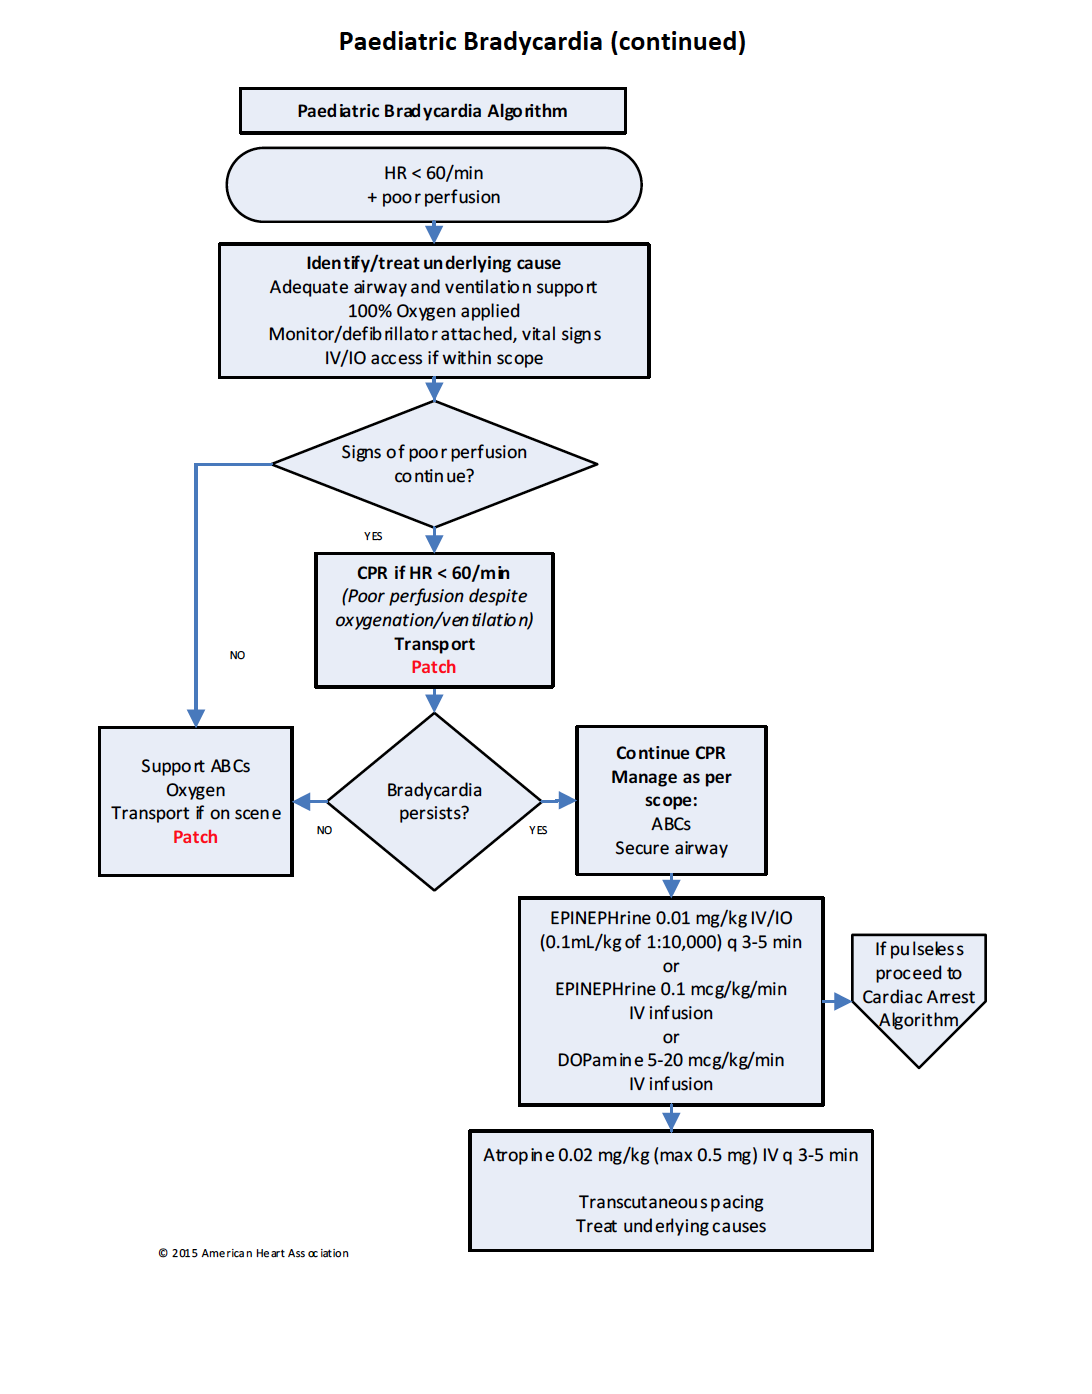 Paediatric Bradycardia (continued)
Paediatric Bradycardia Algorithm
HR < 60/min
+ poor perfusion
Identify/treat underlying cause
Adequate airway and ventilation support
100% Oxygen applied
Monitor/defibrillator attached, vital signs
IV/IO access if within scope
Signs of poor perfusion
continue?
YES
CPR if HR < 60/min
(Poor perfusion despite
oxygenation/ventilation)
Transport
Patch
NO
Support ABCs
Oxygen
Transport if on scene
Patch
Bradycardia
persists?
NO
YES
Continue CPR
Manage as per
scope:
ABCs
Secure airway
EPINEPHrine 0.01 mg/kg IV/IO
(0.1mL/kg of 1:10,000) q 3-5 min
or
EPINEPHrine 0.1 mcg/kg/min
IV infusion
or
DOPamine 5-20 mcg/kg/min
IV infusion
If pulseless
proceed to
Cardiac Arrest
Algorithm
Atropine 0.02 mg/kg (max 0.5 mg) IV q 3-5 min
Transcutaneous pacing
Treat underlying causes
© 2015 American Heart Association